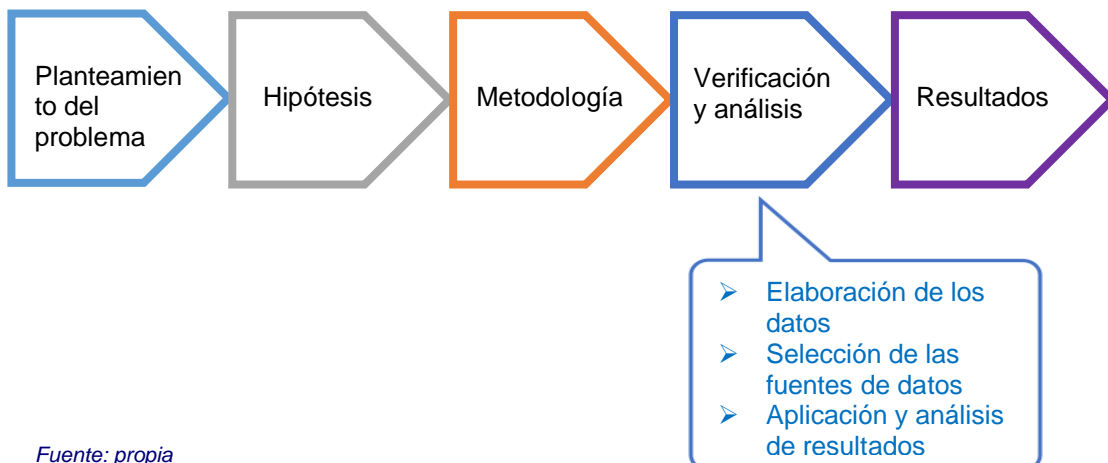 Planteamien
to del
problema
Hipótesis
Metodología
Verificación
y análisis
Resultados
➢ Elaboración de los
datos
➢ Selección de las
fuentes de datos
➢ Aplicación y análisis
de resultados
Fuente: propia